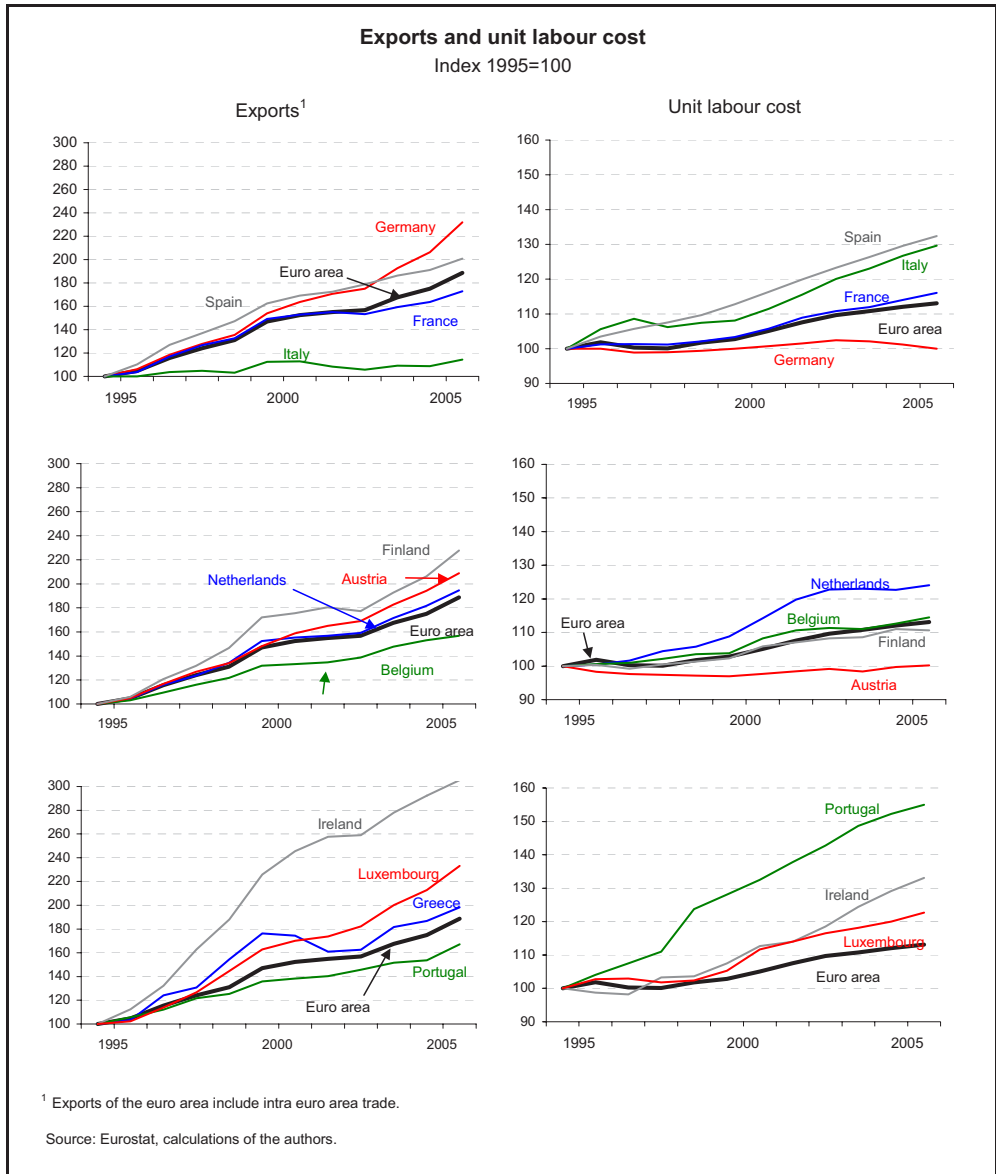 Exports and unit labour cost
Index 1995=100
Exports¹
300
280
260
240
220
200
180
160
140
120
100
Germany
Euro area
Spain
France
Italy
1995
2000
2005
Unit labour cost
160
150
140
130
120
110
100
90
Spain
Italy
France
Euro area
Germany
1995
2000
2005
300
280
260
240
220
200
180
160
140
120
100
Finland
Netherlands
Austria
Euro area
Belgium
1995
2000
2005
160
150
140
130
120
110
100
90
Netherlands
Euro area
Belgium
Finland
Austria
1995
2000
2005
300
280
260
240
220
200
180
160
140
120
100
Ireland
Luxembourg
Greece
Portugal
Euro area
1995
2000
2005
160
150
140
130
120
110
100
90
Portugal
Ireland
Luxembourg
Euro area
1995
2000
2005
¹ Exports of the euro area include intra euro area trade.
Source: Eurostat, calculations of the authors.